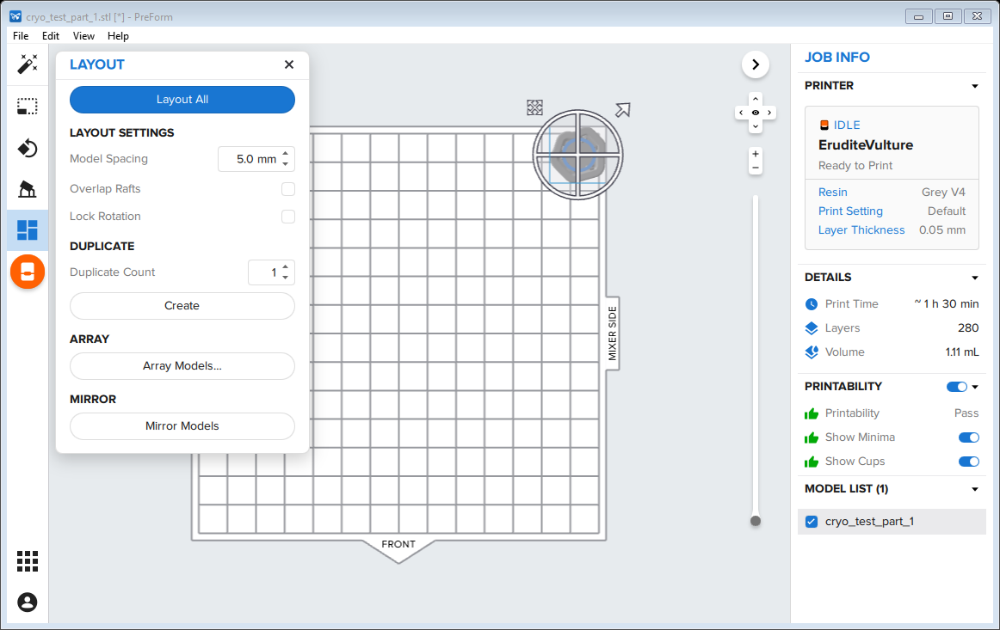 cryo_test_part_1.stl [*] - PreForm
File Edit View Help
LAYOUT
Layout All
LAYOUT SETTINGS
Model Spacing 5.0 mm
Overlap Rafts
Lock Rotation
DUPLICATE
Duplicate Count 1
Create
ARRAY
Array Models...
MIRROR
Mirror Models
MIXER SIDE
FRONT
JOB INFO
PRINTER
IDLE
EruditeVulture
Ready to Print
Resin Grey V4
Print Setting Default
Layer Thickness 0.05 mm
DETAILS
Print Time ~ 1 h 30 min
Layers 280
Volume 1.11 mL
PRINTABILITY
Printability Pass
Show Minima
Show Cups
MODEL LIST (1)
cryo_test_part_1